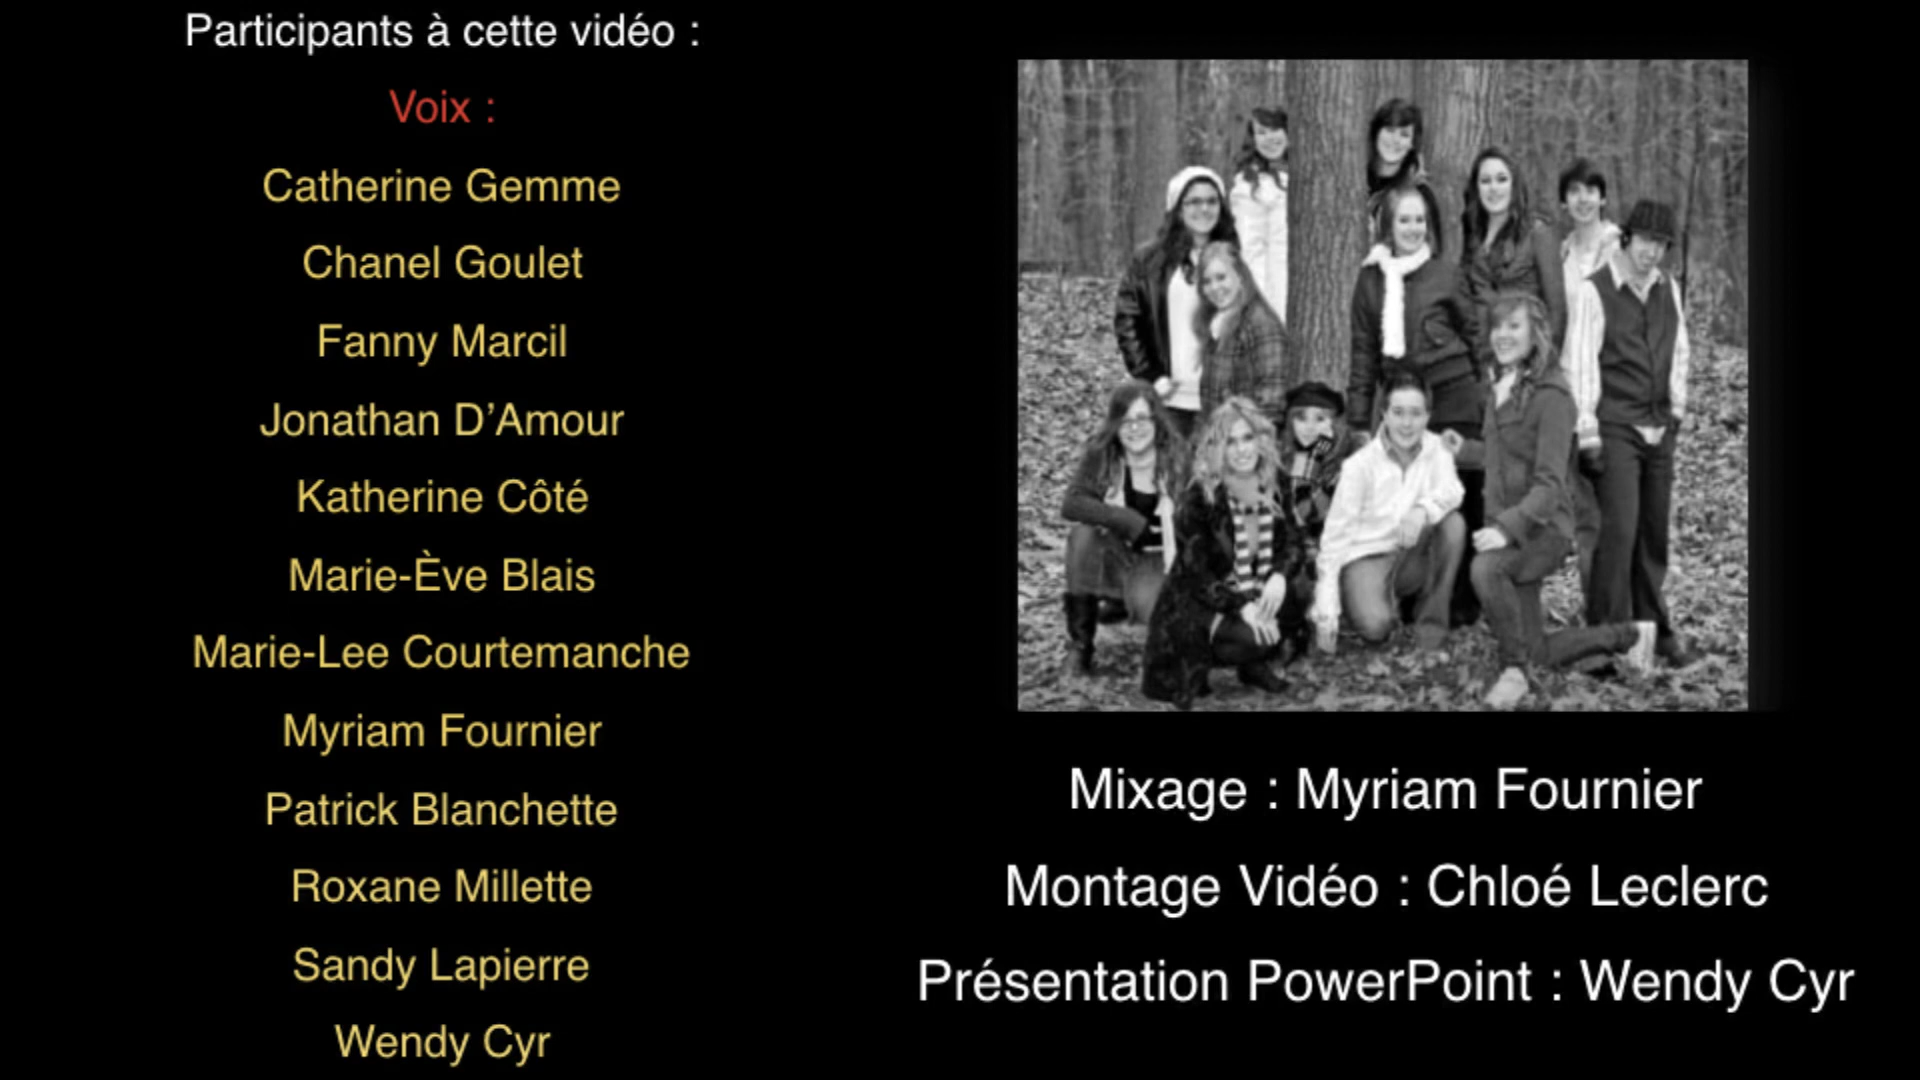 Participants à cette vidéo :
Voix :
Catherine Gemme
Chanel Goulet
Fanny Marcil
Jonathan D’Amour
Katherine Côté
Marie-Ève Blais
Marie-Lee Courtemanche
Myriam Fournier
Patrick Blanchette
Roxane Millette
Sandy Lapierre
Wendy Cyr
Mixage : Myriam Fournier
Montage Vidéo : Chloé Leclerc
Présentation PowerPoint : Wendy Cyr